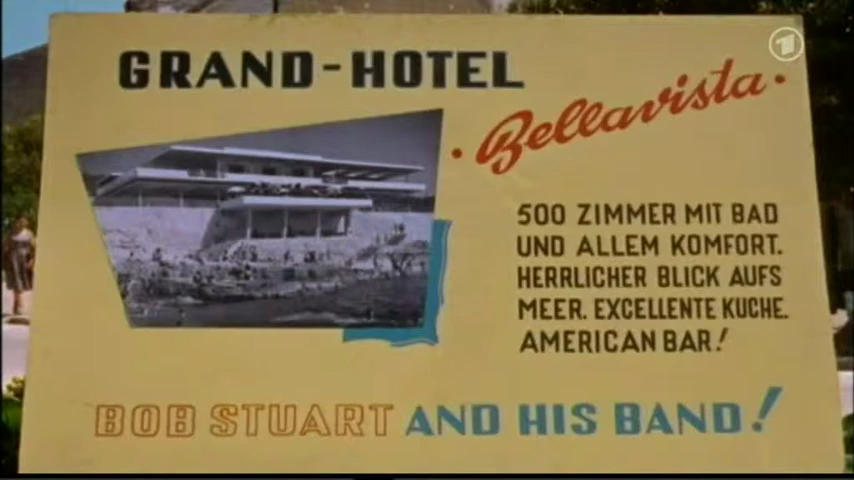 GRAND-HOTEL
• Bellavista •
500 ZIMMER MIT BAD
UND ALLEM KOMFORT.
HERRLICHER BLICK AUFS
MEER. EXCELLENTE KUCHE.
AMERICAN BAR!
BOB STUART AND HIS BAND!
1